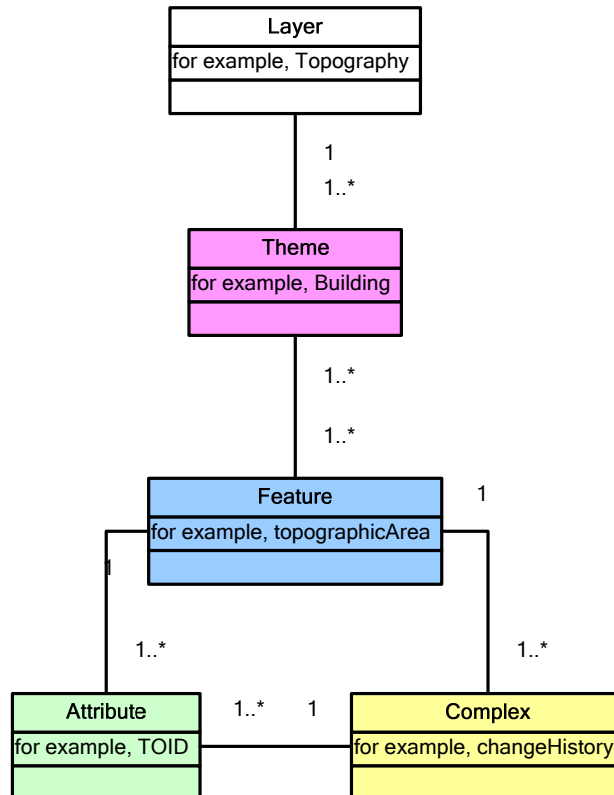 Layer
for example, Topography
1
1..*
Theme
for example, Building
1..*
1..*
Feature
1
for example, topographicArea
1
1..*
1..*
Attribute
1..*
1
Complex
for example, TOID
for example, changeHistory